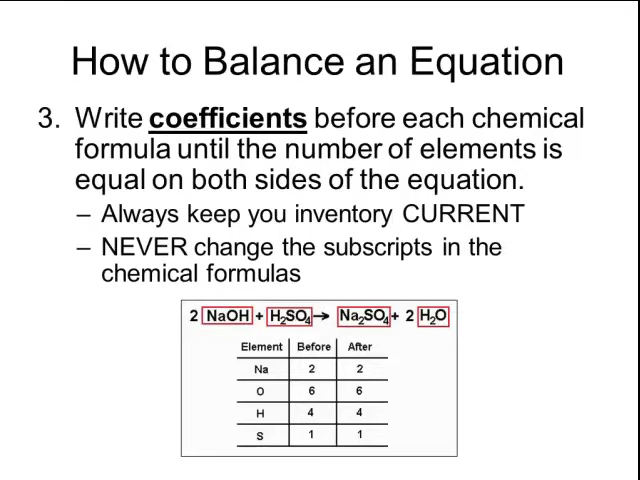 How to Balance an Equation
3. Write coefficients before each chemical
formula until the number of elements is
equal on both sides of the equation.
– Always keep you inventory CURRENT
– NEVER change the subscripts in the
chemical formulas
2 NaOH + H₂SO₄ → Na₂SO₄ + 2 H₂O
Element Before After
Na 2 2
O 6 6
H 4 4
S 1 1